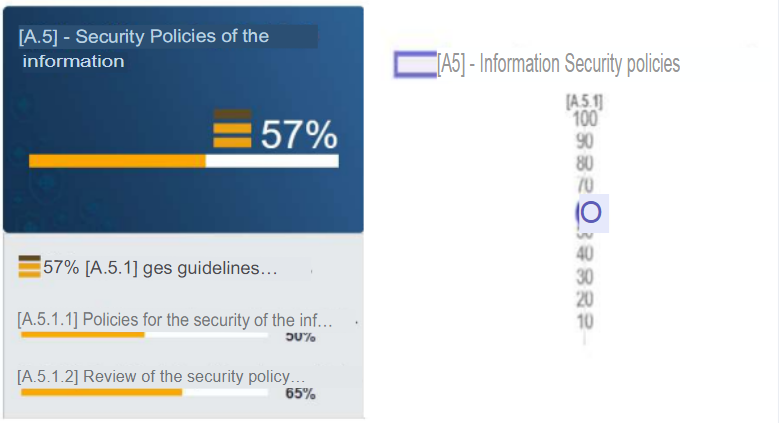 [A.5] - Security Policies of the
information
57%
57% [A.5.1] ges guidelines…
[A.5.1.1] Policies for the security of the inf…
50%
[A.5.1.2] Review of the security policy…
65%
[A5] - Information Security policies
[A.5.1]
100
90
80
70
40
30
20
10